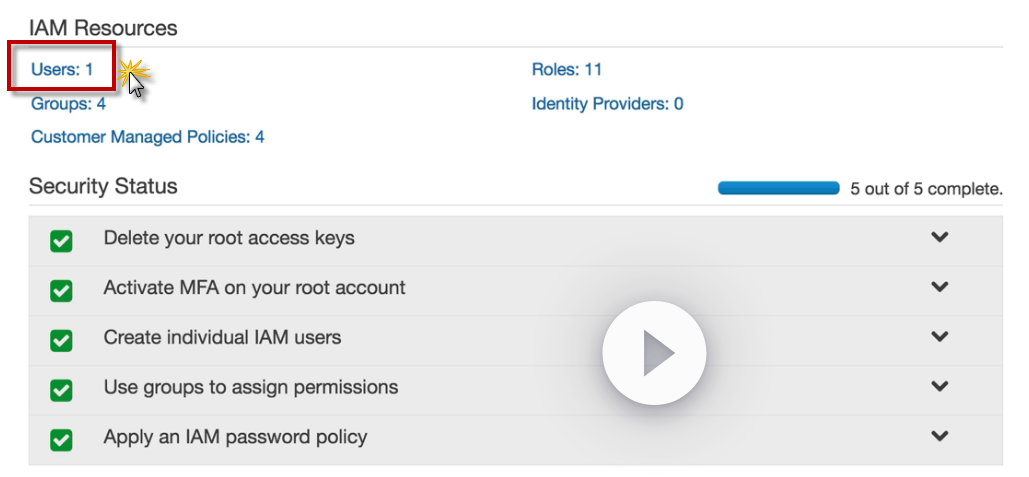 IAM Resources
Users: 1
Roles: 11
Groups: 4
Identity Providers: 0
Customer Managed Policies: 4
Security Status
5 out of 5 complete.
Delete your root access keys
Activate MFA on your root account
Create individual IAM users
Use groups to assign permissions
Apply an IAM password policy